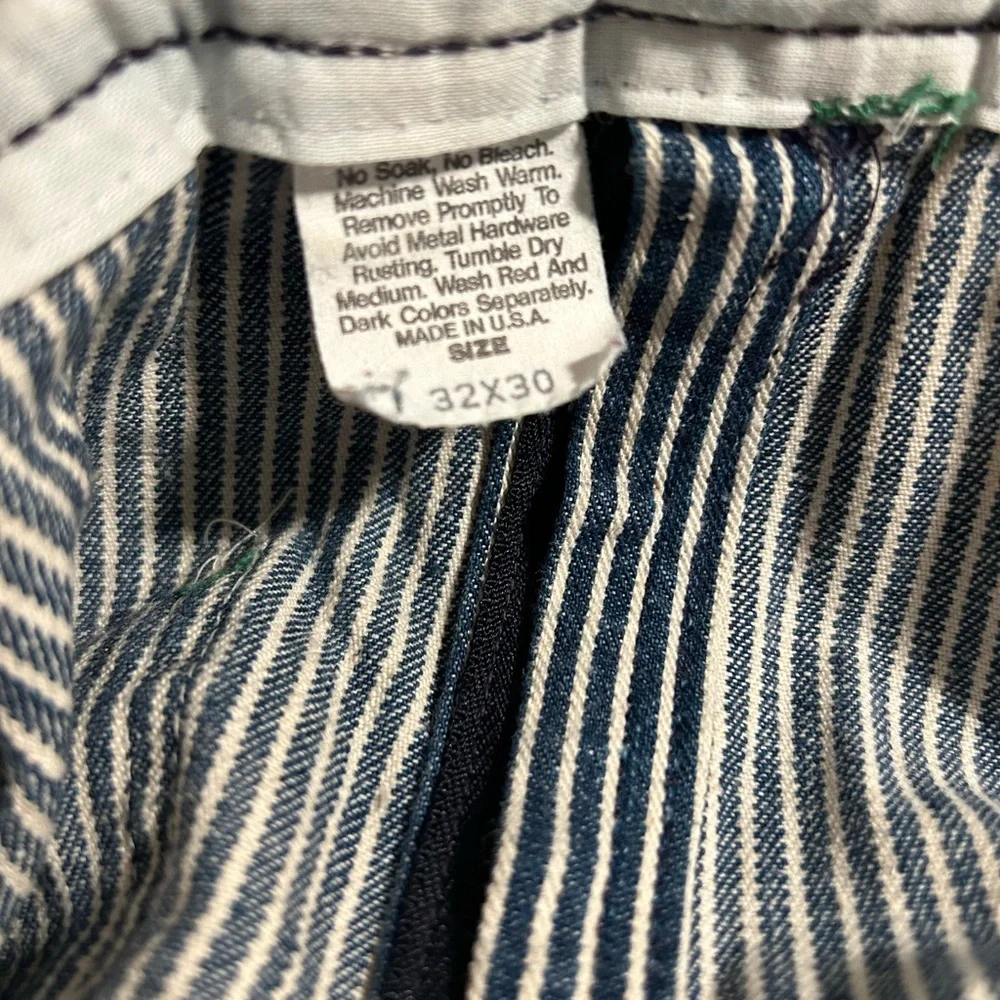 No Soak, No Bleach.
Machine Wash Warm.
Remove Promptly To
Avoid Metal Hardware
Rusting. Tumble Dry
Medium. Wash Red And
Dark Colors Separately.
MADE IN U.S.A.
SIZE
32X30